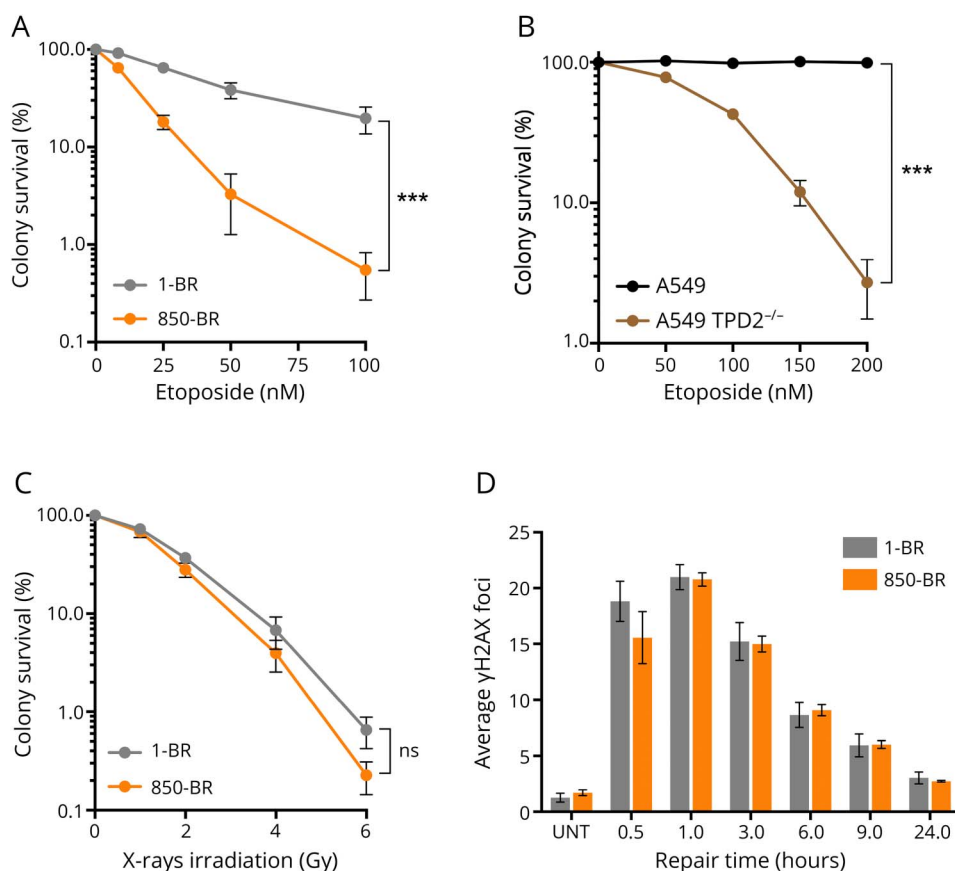 A
Colony survival (%)
100.0
10.0
1.0
0.1
1-BR
850-BR
***
0 25 50 75 100
Etoposide (nM)
B
Colony survival (%)
100.0
10.0
1.0
A549
A549 TPD2⁻/⁻
***
0 50 100 150 200
Etoposide (nM)
C
Colony survival (%)
100.0
10.0
1.0
0.1
1-BR
850-BR
ns
0 2 4 6
X-rays irradiation (Gy)
D
Average γH2AX foci
25
20
15
10
5
0
1-BR
850-BR
UNT 0.5 1.0 3.0 6.0 9.0 24.0
Repair time (hours)